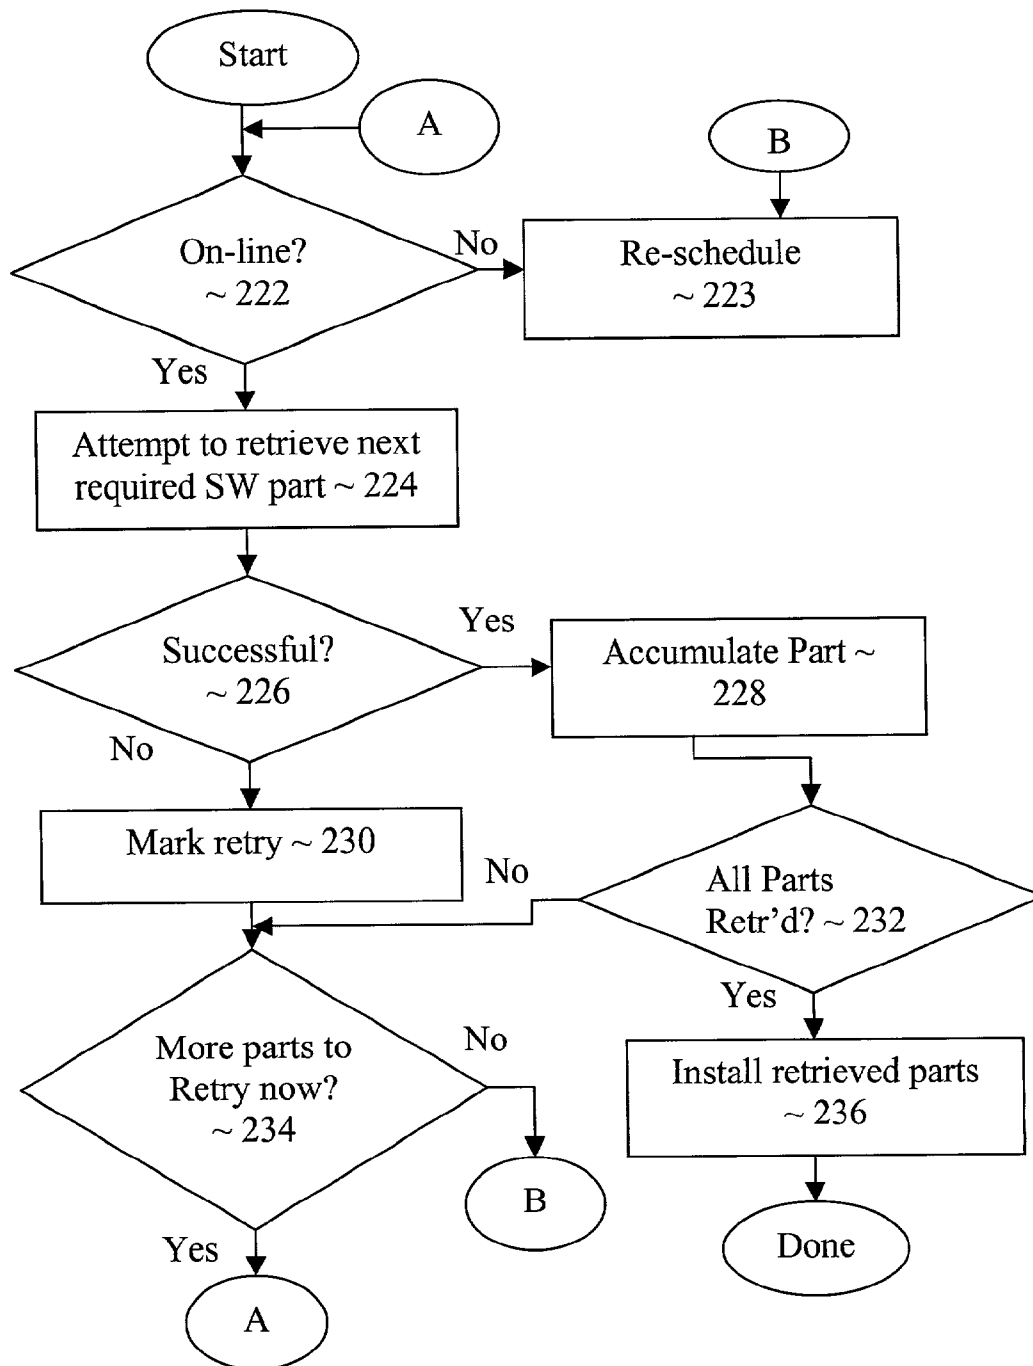 Start
A
B
On-line?
~ 222
No
Re-schedule
~ 223
Yes
Attempt to retrieve next
required SW part ~ 224
Successful?
~ 226
Yes
Accumulate Part ~
228
No
Mark retry ~ 230
No
All Parts
Retr'd? ~ 232
Yes
More parts to
Retry now?
~ 234
No
Install retrieved parts
~ 236
B
Done
Yes
A